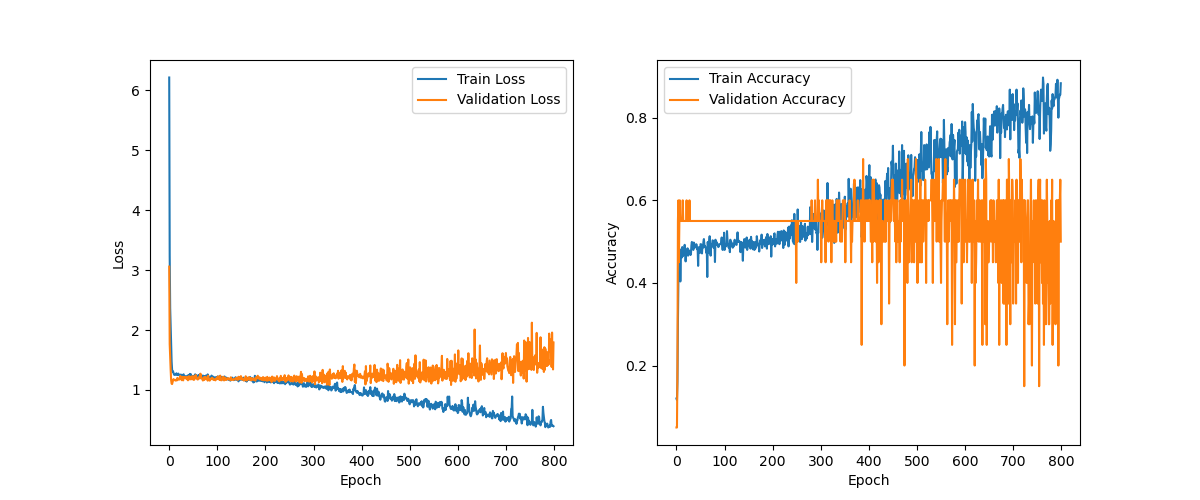 Train Loss
Validation Loss
6
5
4
3
2
1
Loss
0 100 200 300 400 500 600 700 800
Epoch
Train Accuracy
Validation Accuracy
0.8
0.6
0.4
0.2
Accuracy
0 100 200 300 400 500 600 700 800
Epoch